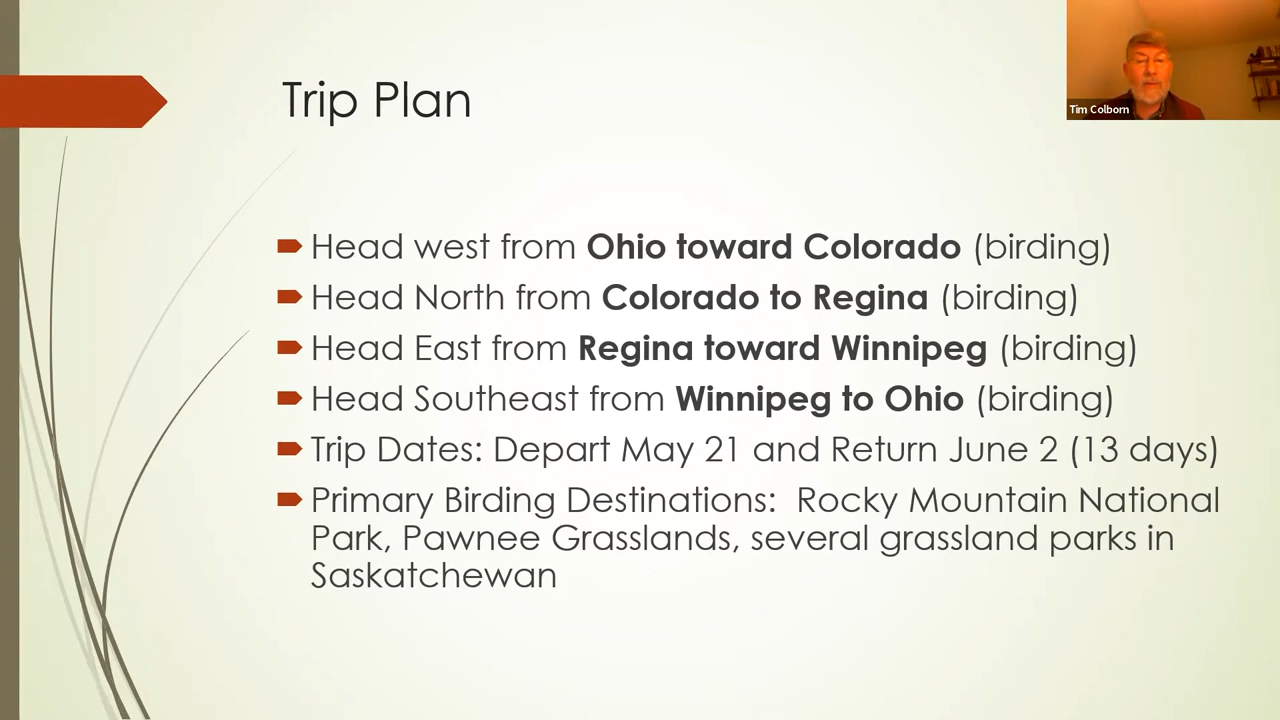 Trip Plan
Tim Colborn
Head west from Ohio toward Colorado (birding)
Head North from Colorado to Regina (birding)
Head East from Regina toward Winnipeg (birding)
Head Southeast from Winnipeg to Ohio (birding)
Trip Dates: Depart May 21 and Return June 2 (13 days)
Primary Birding Destinations: Rocky Mountain National
Park, Pawnee Grasslands, several grassland parks in
Saskatchewan